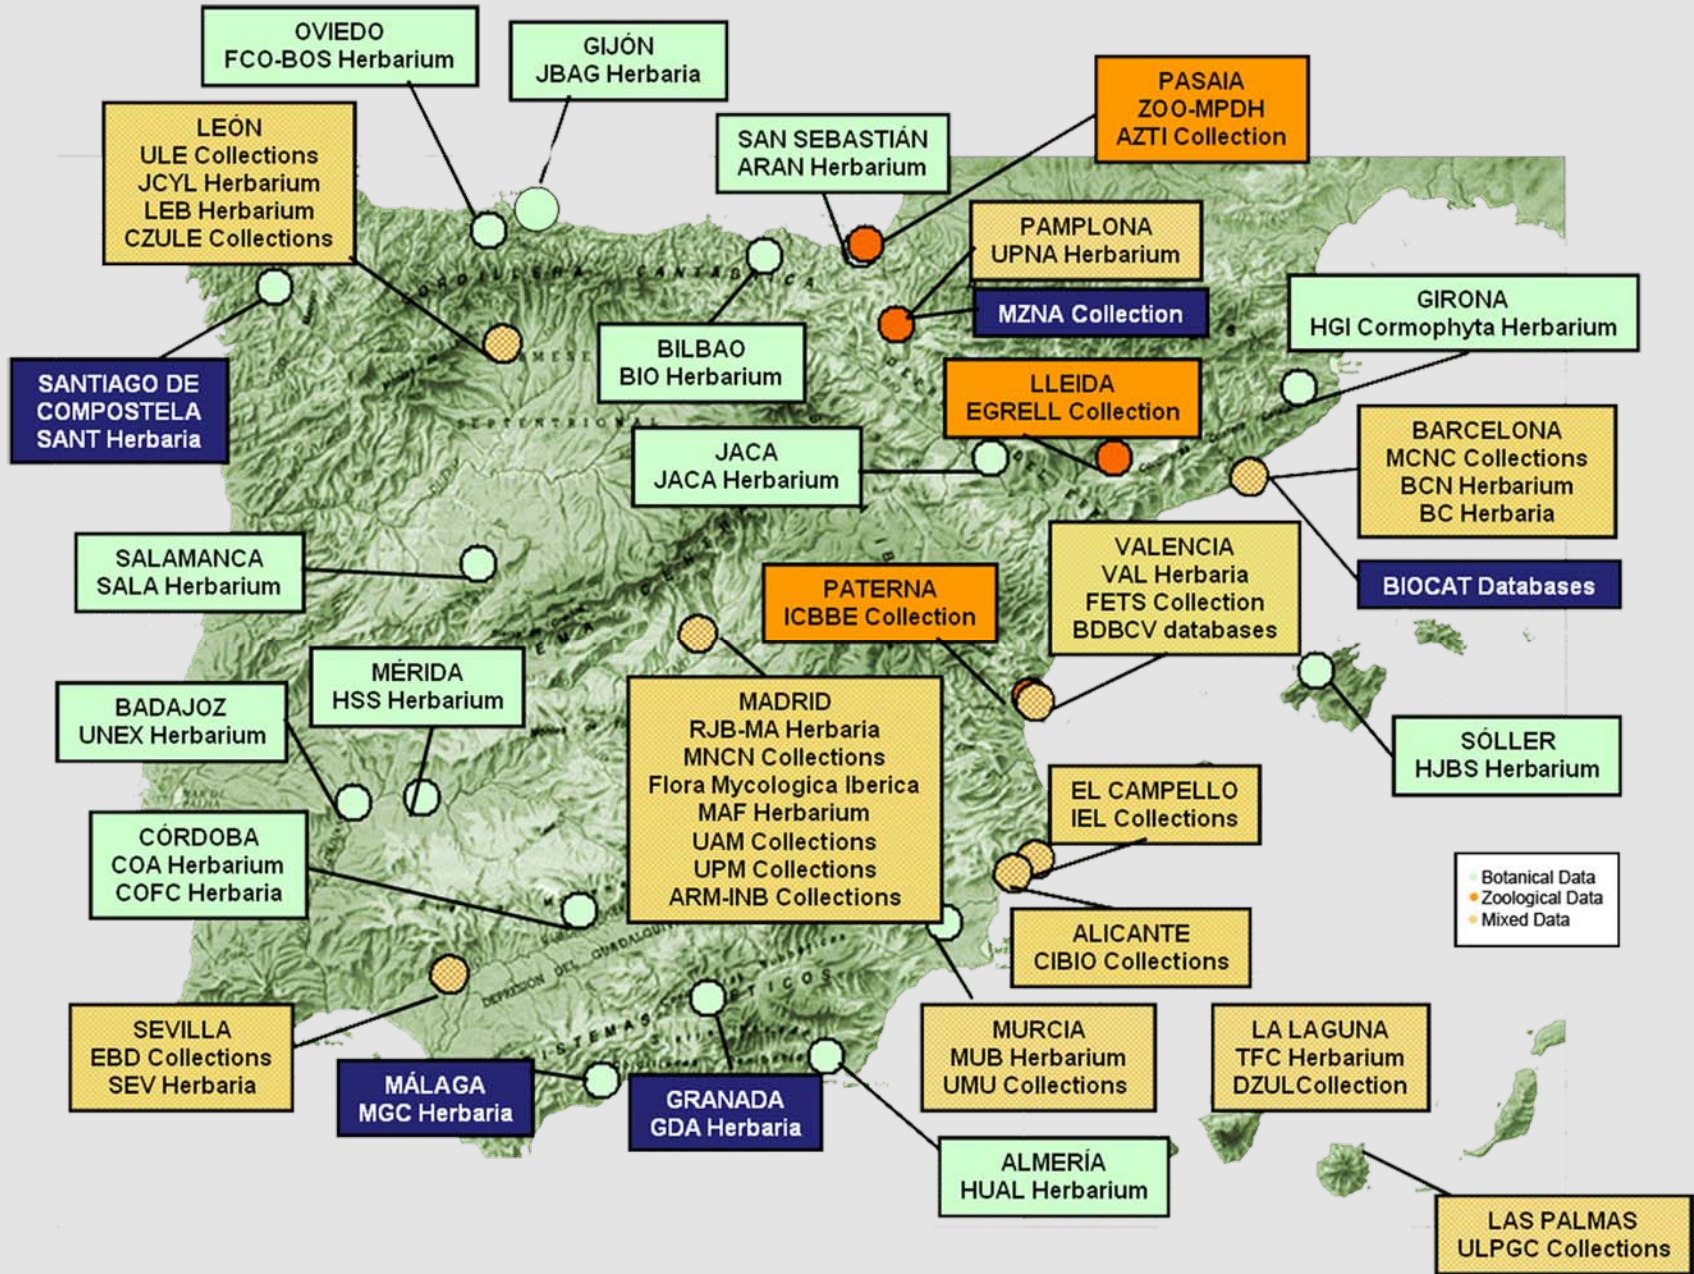 OVIEDO
FCO-BOS Herbarium
GIJÓN
JBAG Herbaria
PASAIA
ZOO-MPDH
AZTI Collection
LEÓN
ULE Collections
JCYL Herbarium
LEB Herbarium
CZULE Collections
SAN SEBASTIÁN
ARAN Herbarium
PAMPLONA
UPNA Herbarium
MZNA Collection
GIRONA
HGI Cormophyta Herbarium
CANTABRICA
BILBAO
BIO Herbarium
SANTIAGO DE
COMPOSTELA
SANT Herbaria
LLEIDA
EGRELL Collection
SEPTENTRIONAL
JACA
JACA Herbarium
BARCELONA
MCNC Collections
BCN Herbarium
BC Herbaria
BIOCAT Databases
SALAMANCA
SALA Herbarium
PATERNA
ICBBE Collection
VALENCIA
VAL Herbaria
FETS Collection
BDBCV databases
MÉRIDA
HSS Herbarium
BADAJOZ
UNEX Herbarium
MADRID
RJB-MA Herbaria
MNCN Collections
Flora Mycologica Iberica
MAF Herbarium
UAM Collections
UPM Collections
ARM-INB Collections
SÓLLER
HJBS Herbarium
EL CAMPELLO
IEL Collections
CÓRDOBA
COA Herbarium
COFC Herbaria
Botanical Data
Zoological Data
Mixed Data
ALICANTE
CIBIO Collections
DEPRESIÓN DEL GUADALQUIV
SEVILLA
EBD Collections
SEV Herbaria
MÁLAGA
MGC Herbaria
GRANADA
GDA Herbaria
MURCIA
MUB Herbarium
UMU Collections
LA LAGUNA
TFC Herbarium
DZULCollection
ALMERÍA
HUAL Herbarium
LAS PALMAS
ULPGC Collections